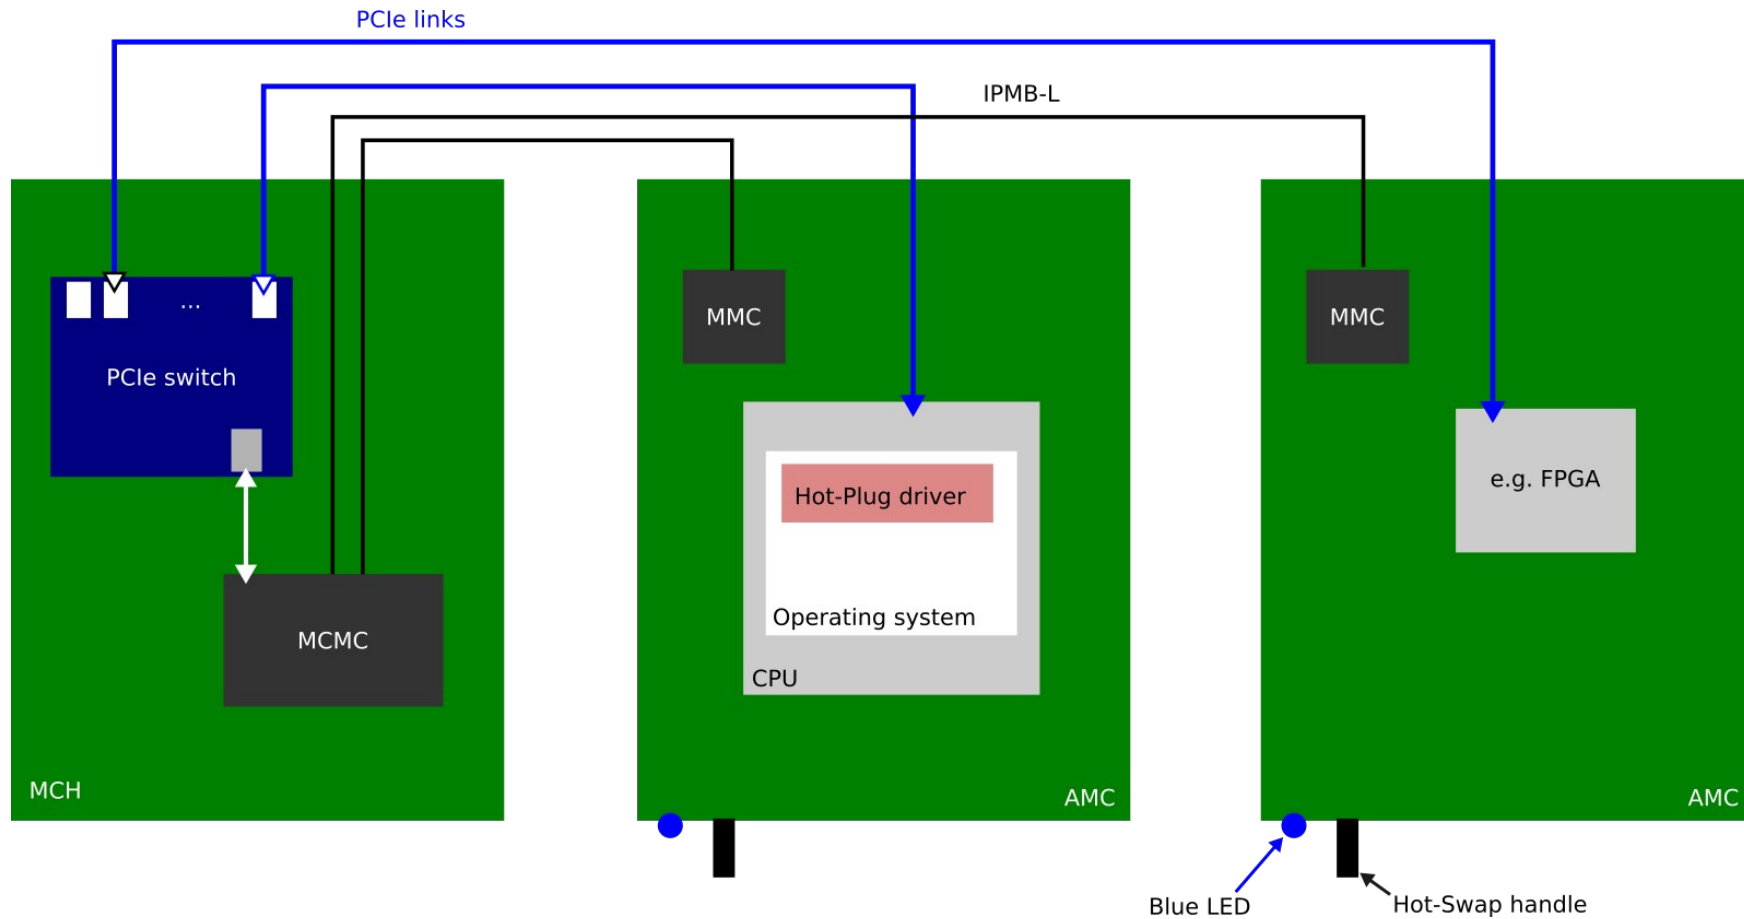 PCIe links
IPMB-L
...
PCIe switch
MCMC
MCH
MMC
Hot-Plug driver
Operating system
CPU
AMC
MMC
e.g. FPGA
AMC
Blue LED
Hot-Swap handle